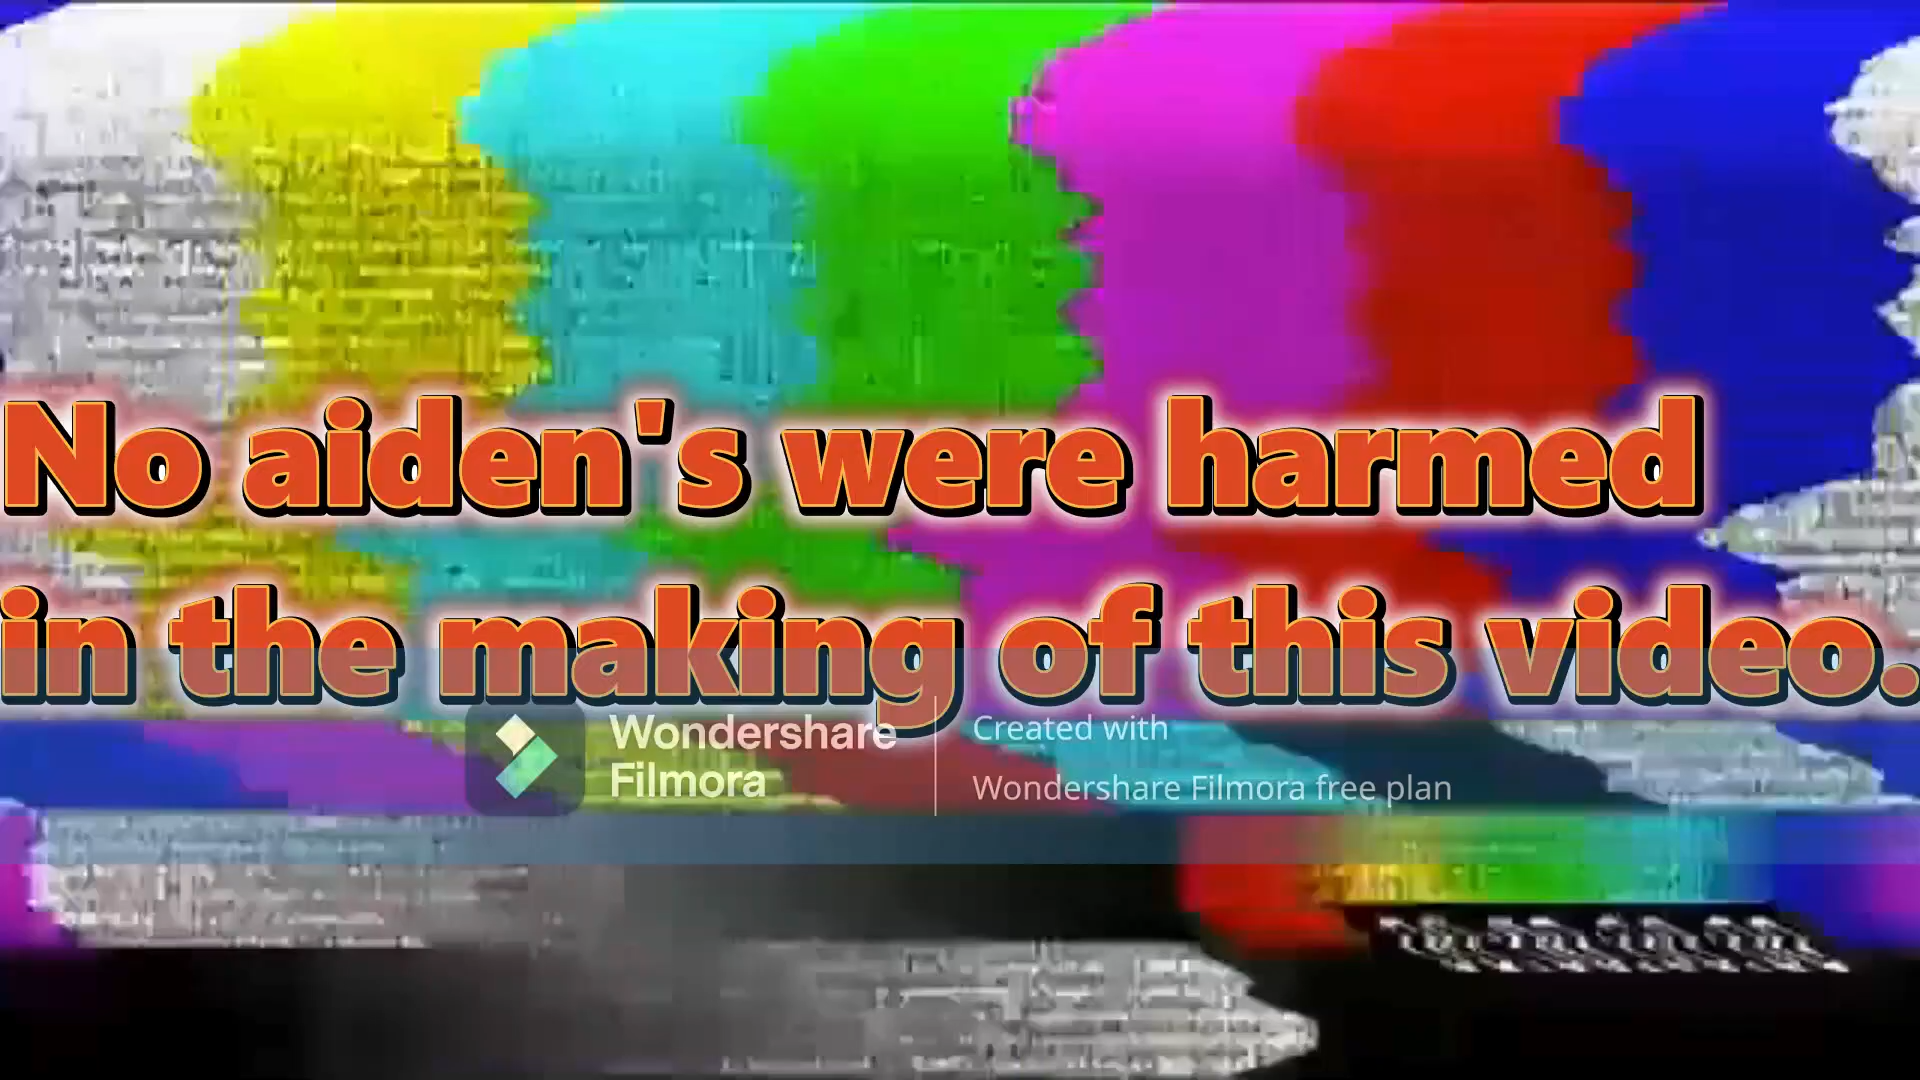 No aiden's were harmed
in the making of this video.
Wondershare
Filmora
Created with
Wondershare Filmora free plan